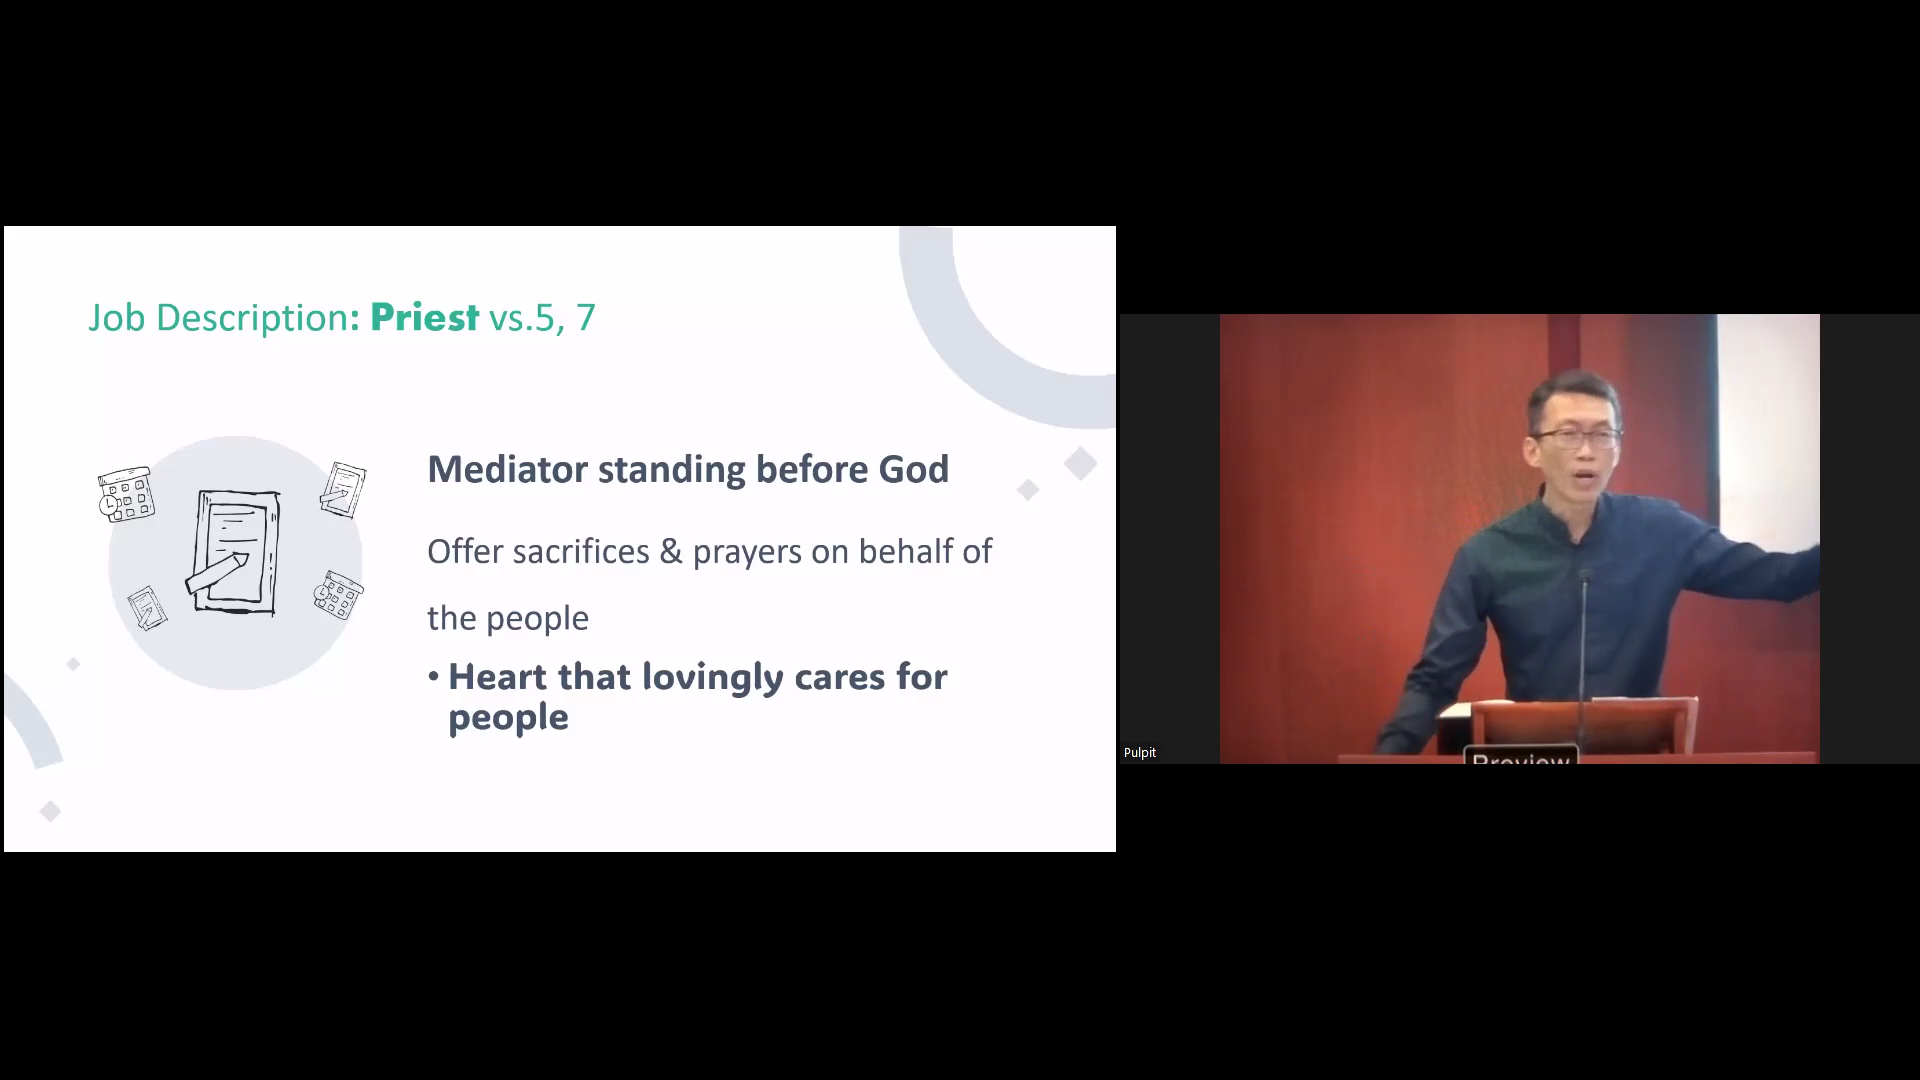 Job Description: Priest vs.5, 7
Mediator standing before God
Offer sacrifices & prayers on behalf of
the people
• Heart that lovingly cares for
people
Pulpit
Preview